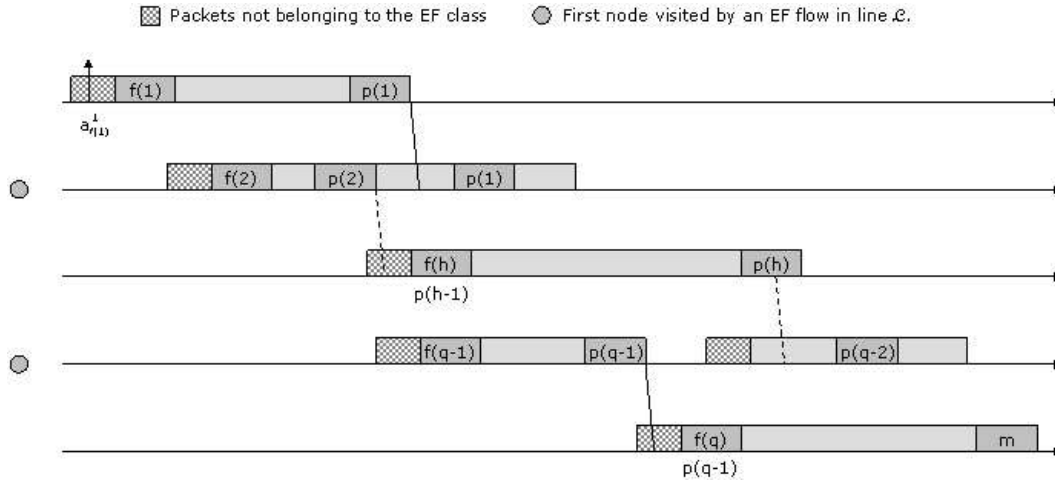 Packets not belonging to the EF class
First node visited by an EF flow in line ℒ.
f(1) p(1)
a¹f(1)
f(2) p(2) p(1)
f(h) p(h)
p(h-1)
f(q-1) p(q-1) p(q-2)
f(q) m
p(q-1)